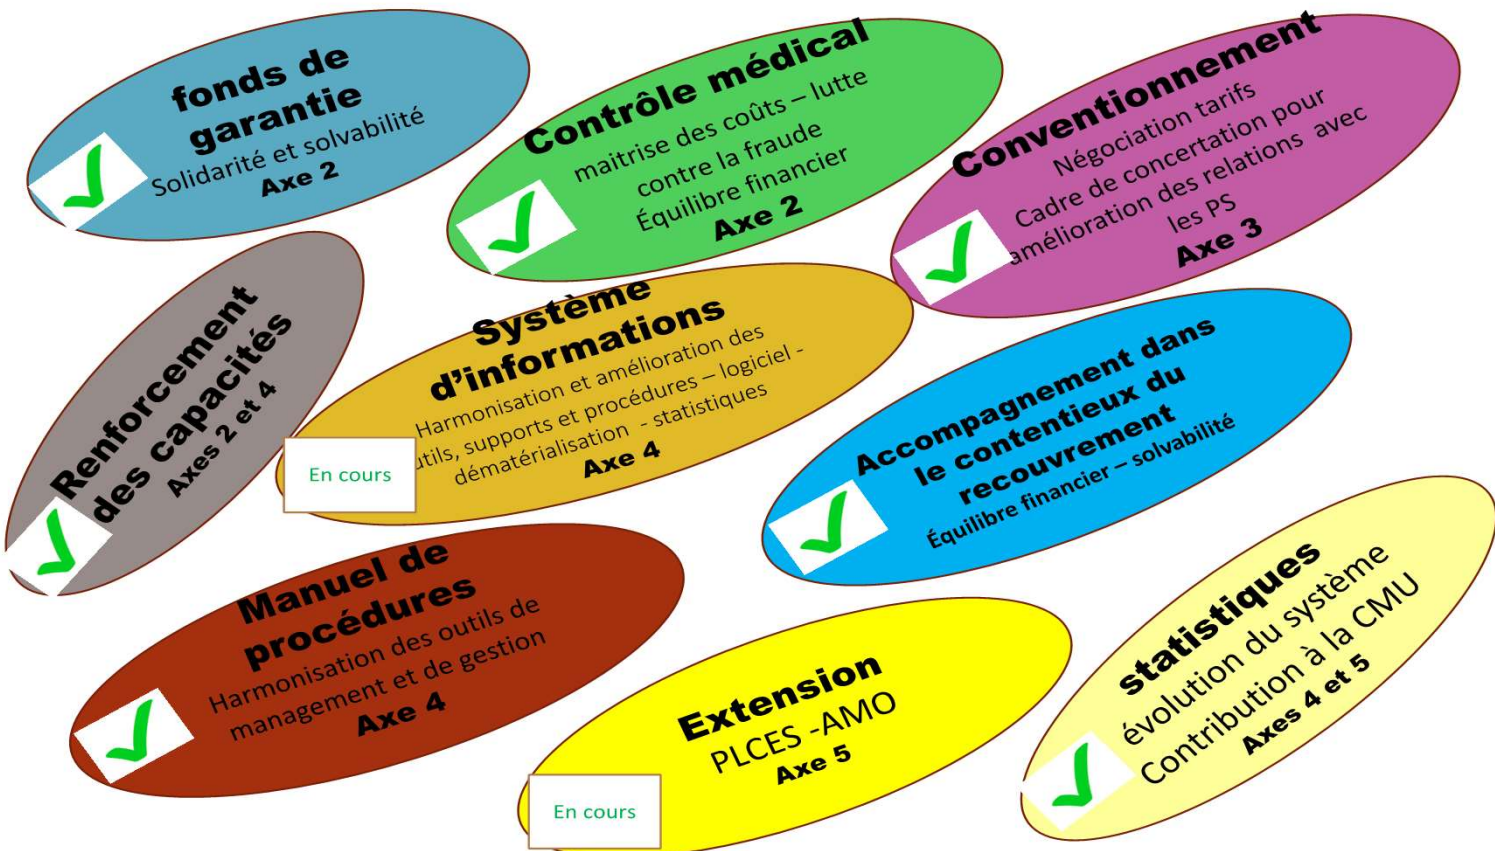 fonds de
garantie
Solidarité et solvabilité
Axe 2
Contrôle médical
maitrise des coûts – lutte
contre la fraude
Équilibre financier
Axe 2
Conventionnement
Négociation tarifs
Cadre de concertation pour
amélioration des relations avec
les PS
Axe 3
Renforcement
des capacités
Axes 2 et 4
Système
d’informations
Harmonisation et amélioration des
utils, supports et procédures – logiciel -
dématérialisation - statistiques
Axe 4
En cours
Accompagnement dans
le contentieux du
recouvrement
Équilibre financier – solvabilité
Manuel de
procédures
Harmonisation des outils de
management et de gestion
Axe 4
Extension
PLCES -AMO
Axe 5
En cours
statistiques
évolution du système
Contribution à la CMU
Axes 4 et 5